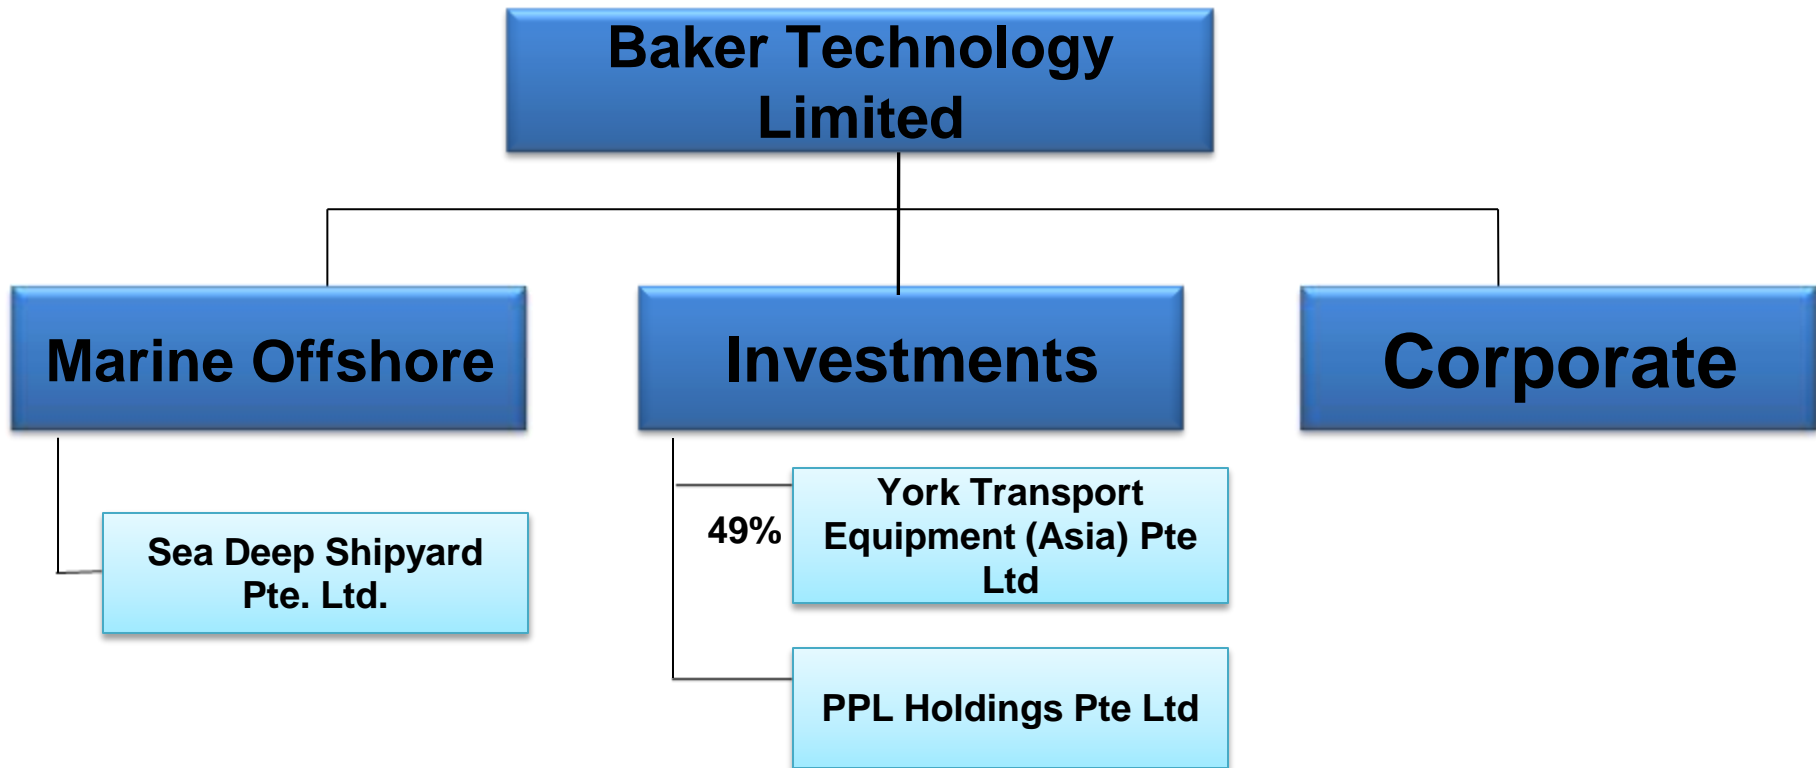 Baker Technology
Limited
Marine Offshore
Investments
Corporate
Sea Deep Shipyard
Pte. Ltd.
49%
York Transport
Equipment (Asia) Pte
Ltd
PPL Holdings Pte Ltd